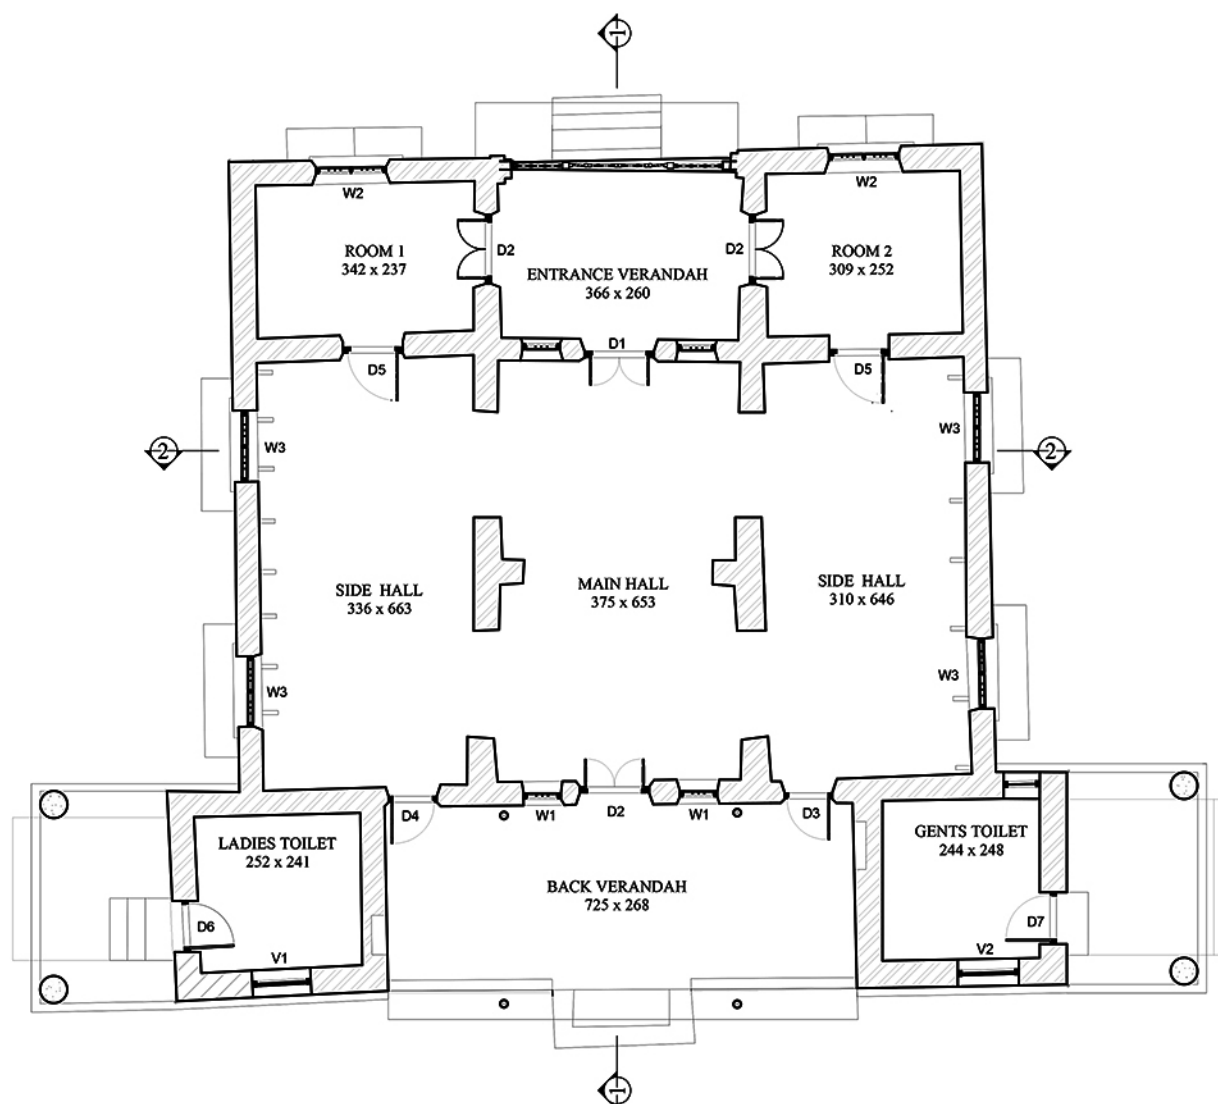 1
W2
W2
ROOM 1
342 x 237
D2
D2
ROOM 2
309 x 252
ENTRANCE VERANDAH
366 x 260
D1
D5
D5
2
W3
W3
2
SIDE HALL
336 x 663
MAIN HALL
375 x 653
SIDE HALL
310 x 646
W3
W3
D4
W1
D2
W1
D3
LADIES TOILET
252 x 241
GENTS TOILET
244 x 248
BACK VERANDAH
725 x 268
D6
D7
V1
V2
1